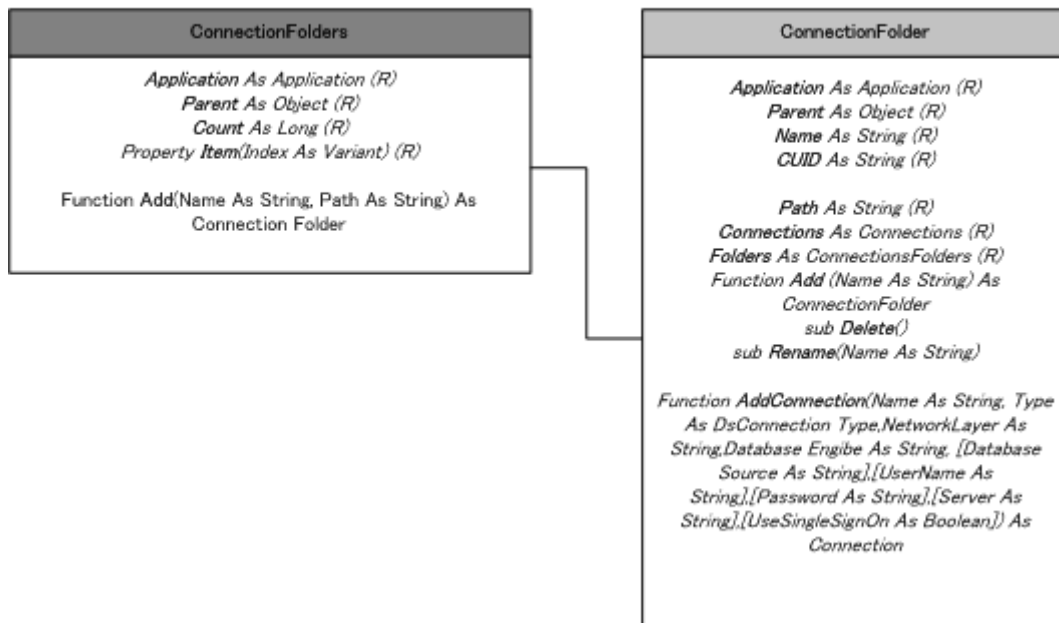 ConnectionFolders
Application As Application (R)
Parent As Object (R)
Count As Long (R)
Property Item(Index As Variant) (R)
Function Add(Name As String, Path As String) As
Connection Folder
ConnectionFolder
Application As Application (R)
Parent As Object (R)
Name As String (R)
CUID As String (R)
Path As String (R)
Connections As Connections (R)
Folders As ConnectionsFolders (R)
Function Add (Name As String) As
ConnectionFolder
sub Delete()
sub Rename(Name As String)
Function AddConnection(Name As String, Type
As DsConnection Type,NetworkLayer As
String,Database Engibe As String, [Database
Source As String],[UserName As
String],[Password As String],[Server As
String],[UseSingleSignOn As Boolean]) As
Connection